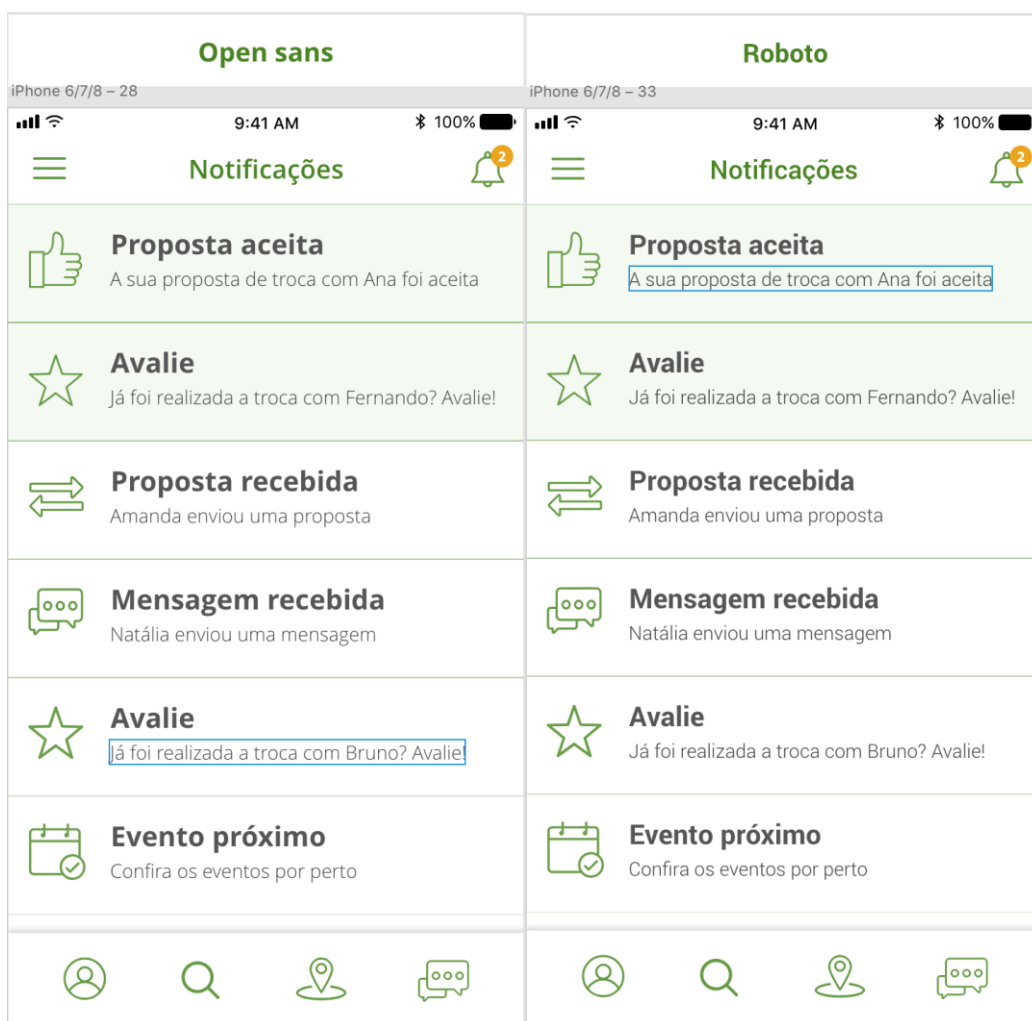 Open sans
iPhone 6/7/8 – 28
9:41 AM
100%
Notificações
2
Proposta aceita
A sua proposta de troca com Ana foi aceita
Avalie
Já foi realizada a troca com Fernando? Avalie!
Proposta recebida
Amanda enviou uma proposta
Mensagem recebida
Natália enviou uma mensagem
Avalie
Já foi realizada a troca com Bruno? Avalie!
Evento próximo
Confira os eventos por perto
Roboto
iPhone 6/7/8 – 33
9:41 AM
100%
Notificações
2
Proposta aceita
A sua proposta de troca com Ana foi aceita
Avalie
Já foi realizada a troca com Fernando? Avalie!
Proposta recebida
Amanda enviou uma proposta
Mensagem recebida
Natália enviou uma mensagem
Avalie
Já foi realizada a troca com Bruno? Avalie!
Evento próximo
Confira os eventos por perto